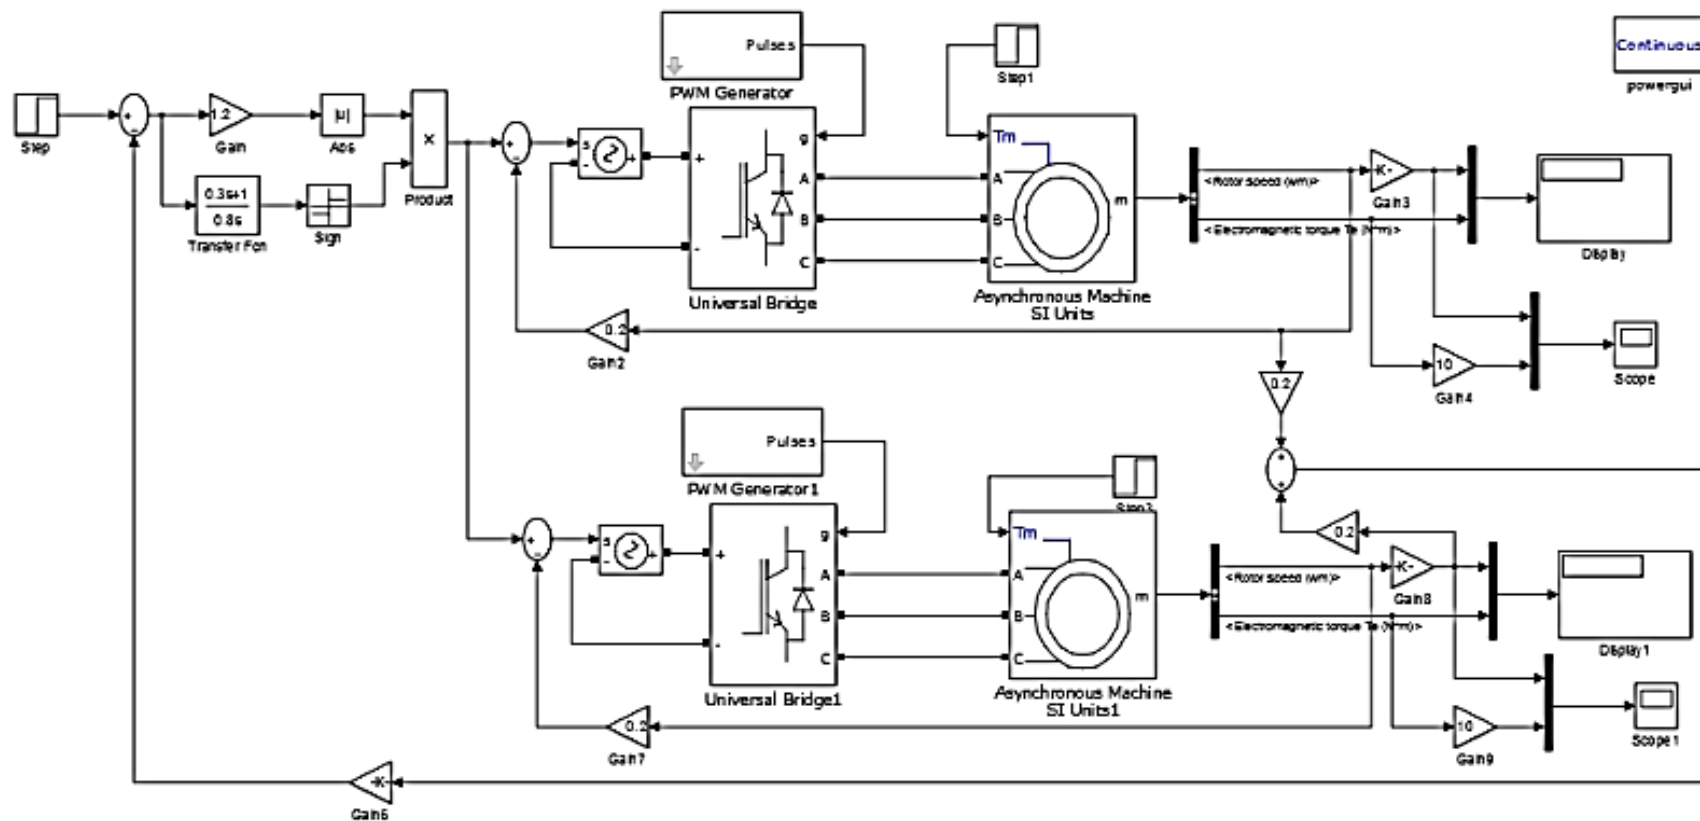 Pulses
PWM Generator
Step1
Continuous
powergui
Step
+
-
1.2
Gain
|u|
Abs
×
Product
0.3s+1
0.8s
Transfer Fcn
Sign
+
-
s
-
+
+
-
g
A
B
C
Universal Bridge
Tm
A
B
C
m
Asynchronous Machine
SI Units
<Rotor speed (wm)>
<Electromagnetic torque Te (N*m)>
-K-
Gain3
Display
0.2
Gain2
10
Gain4
Scope
0.2
+
+
Pulses
PWM Generator1
Step3
+
-
s
-
+
+
-
g
A
B
C
Universal Bridge1
Tm
A
B
C
m
Asynchronous Machine
SI Units1
0.2
<Rotor speed (wm)>
<Electromagnetic torque Te (N*m)>
-K-
Gain8
Display1
0.2
Gain7
10
Gain9
Scope1
-K-